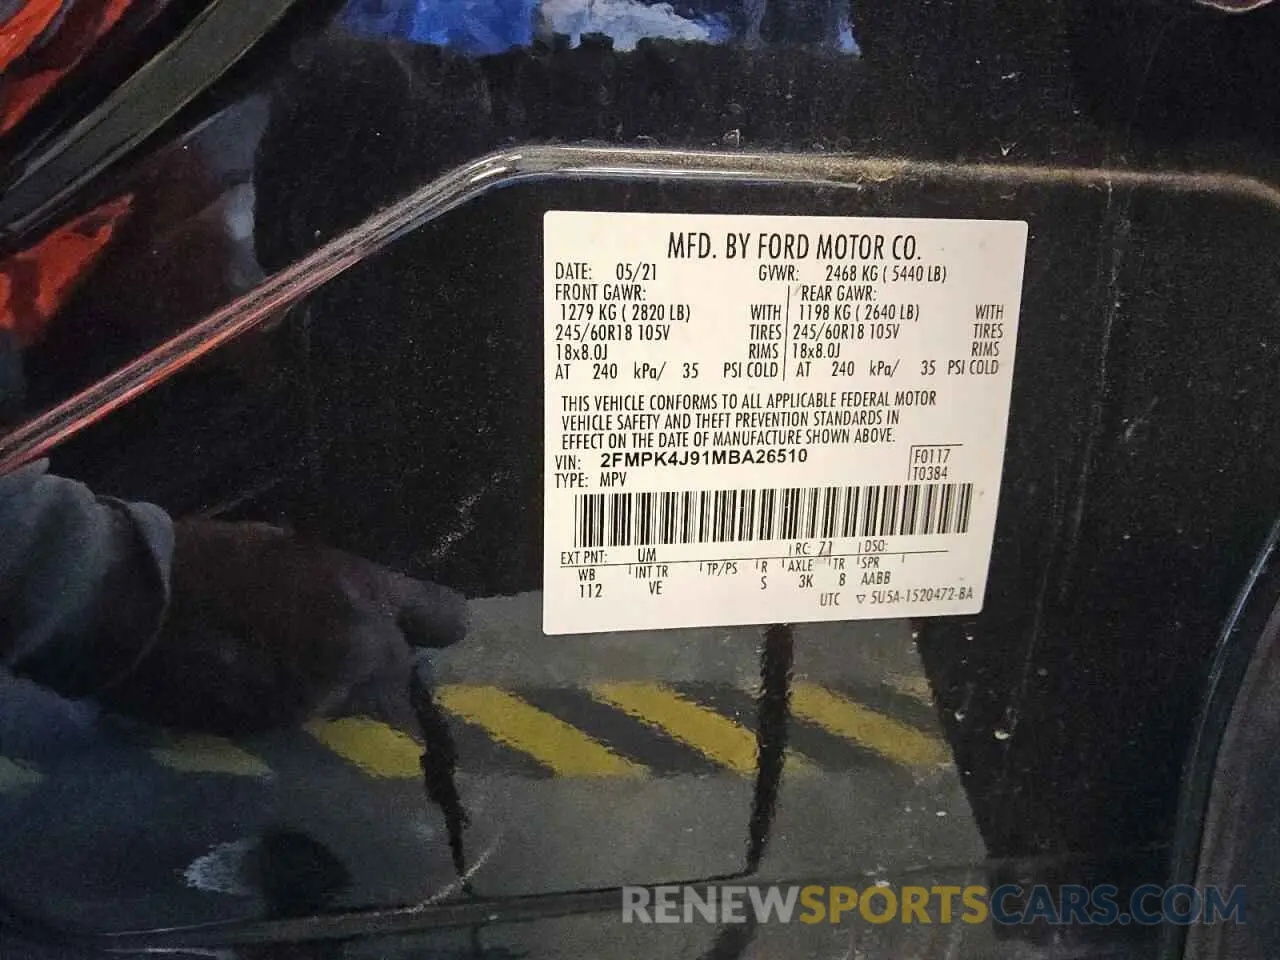 MFD. BY FORD MOTOR CO.
DATE: 05/21 GVWR: 2468 KG ( 5440 LB)
FRONT GAWR: REAR GAWR:
1279 KG ( 2820 LB) WITH 1198 KG ( 2640 LB) WITH
245/60R18 105V TIRES 245/60R18 105V TIRES
18x8.0J RIMS 18x8.0J RIMS
AT 240 kPa/ 35 PSI COLD AT 240 kPa/ 35 PSI COLD
THIS VEHICLE CONFORMS TO ALL APPLICABLE FEDERAL MOTOR
VEHICLE SAFETY AND THEFT PREVENTION STANDARDS IN
EFFECT ON THE DATE OF MANUFACTURE SHOWN ABOVE.
VIN: 2FMPK4J91MBA26510 F0117
TYPE: MPV T0384
EXT PNT: UM RC: 71 DSO:
WB INT TR TP/PS R AXLE TR SPR
112 VE S 3K 8 AABB
UTC ▽ 5U5A-1520472-BA
RENEWSPORTSCARS.COM